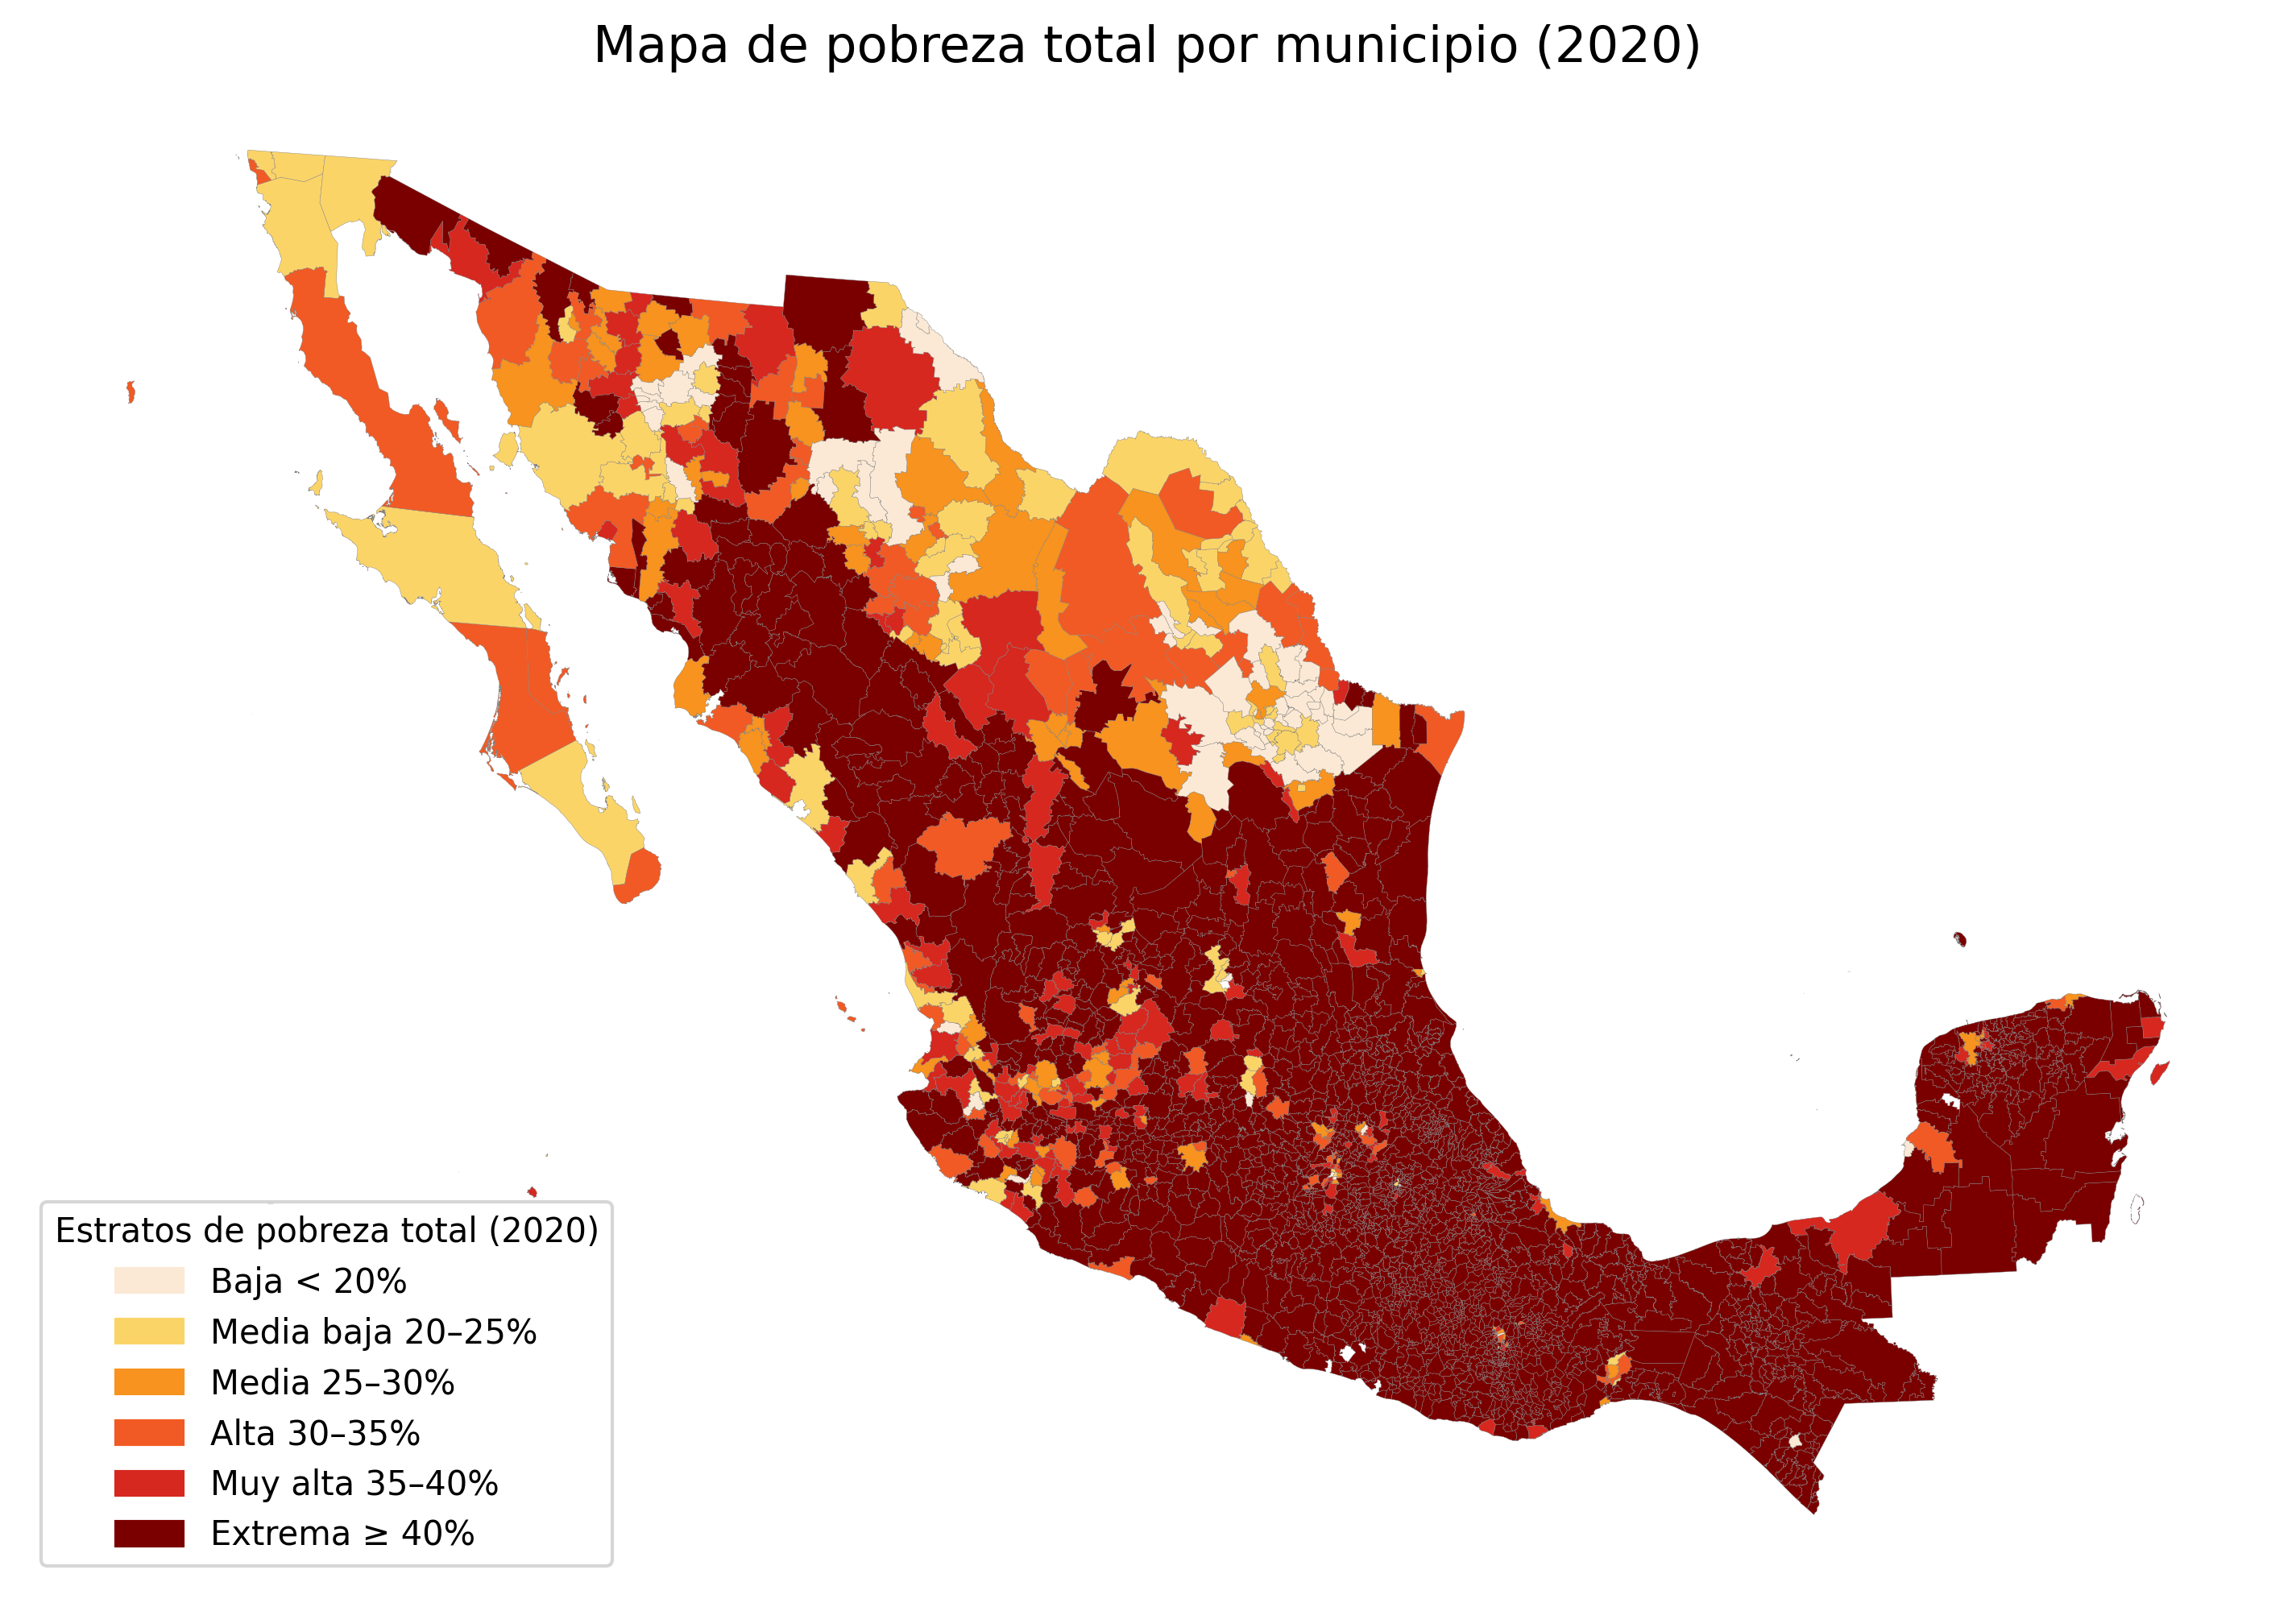 Mapa de pobreza total por municipio (2020)
Estratos de pobreza total (2020)
Baja < 20%
Media baja 20–25%
Media 25–30%
Alta 30–35%
Muy alta 35–40%
Extrema ≥ 40%